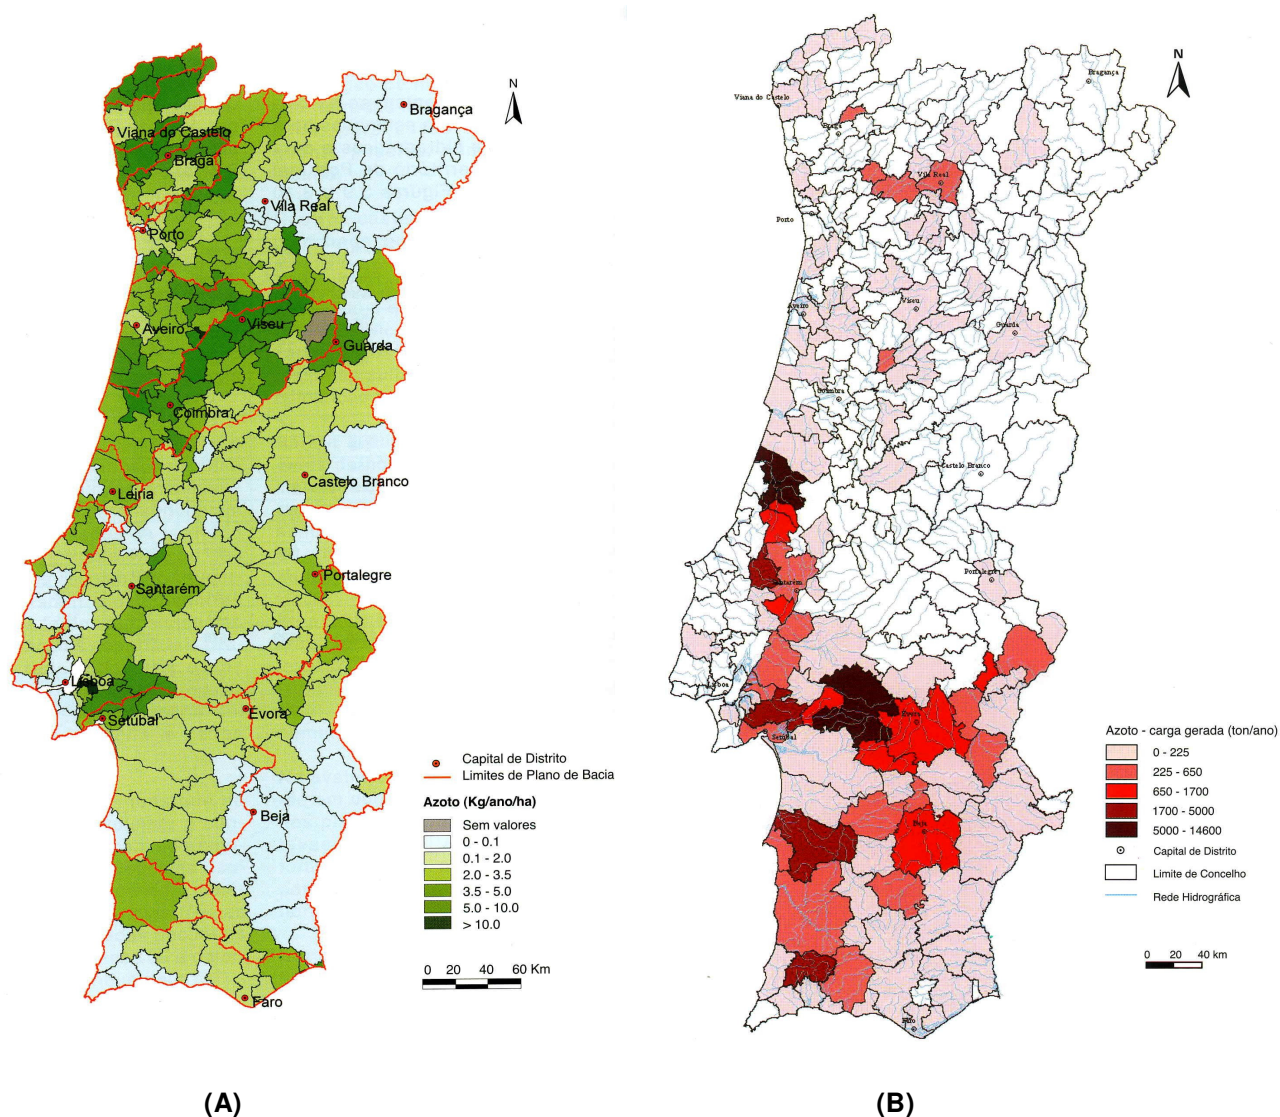 N
Bragança
Viana do Castelo
Braga
Vila Real
Porto
Aveiro
Viseu
Guarda
Coimbra
Castelo Branco
Leiria
Portalegre
Santarém
Lisboa
Setúbal
Évora
Beja
Faro
Capital de Distrito
Limites de Plano de Bacia
Azoto (Kg/ano/ha)
Sem valores
0 - 0.1
0.1 - 2.0
2.0 - 3.5
3.5 - 5.0
5.0 - 10.0
> 10.0
0 20 40 60 Km
(A)
N
Bragança
Viana do Castelo
Braga
Vila Real
Porto
Viseu
Aveiro
Guarda
Coimbra
Castelo Branco
Portalegre
Santarém
Lisboa
Évora
Setúbal
Beja
Faro
Azoto - carga gerada (ton/ano)
0 - 225
225 - 650
650 - 1700
1700 - 5000
5000 - 14600
Capital de Distrito
Limite de Concelho
Rede Hidrográfica
0 20 40 km
(B)